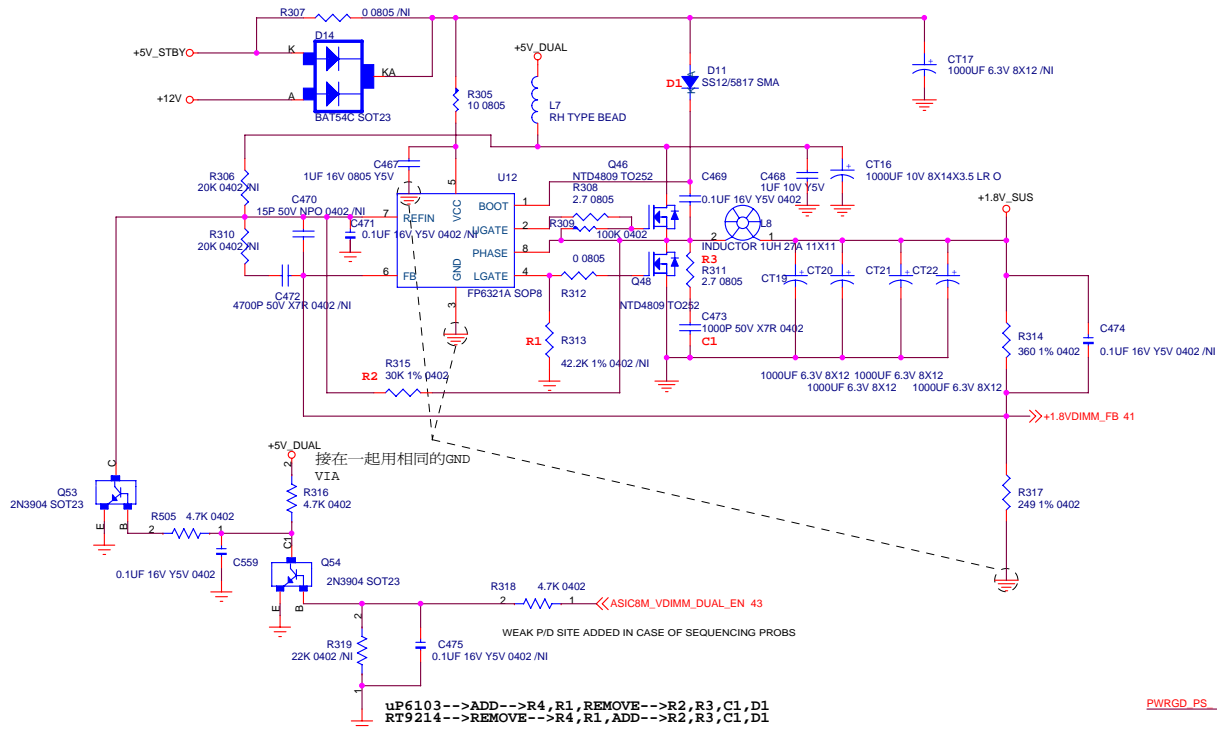 R307
0 0805 /NI
D14
+5V_STBY
K
KA
+12V
A
BAT54C SOT23
R305
10 0805
+5V_DUAL
L7
RH TYPE BEAD
D11
SS12/5817 SMA
D1
CT17
1000UF 6.3V 8X12 /NI
C467
1UF 16V 0805 Y5V
R306
20K 0402 /NI
C470
15P 50V NPO 0402 /NI
C471
0.1UF 16V Y5V 0402 /NI
R310
20K 0402 /NI
C472
4700P 50V X7R 0402 /NI
U12
5
VCC
7
REFIN
6
FB
GND
3
BOOT
1
UGATE
2
PHASE
8
LGATE
4
FP6321A SOP8
Q46
NTD4809 TO252
R308
2.7 0805
R309
100K 0402
0 0805
R312
Q48
NTD4809 TO252
C469
0.1UF 16V Y5V 0402
C468
1UF 10V Y5V
CT16
1000UF 10V 8X14X3.5 LR O
+1.8V_SUS
L8
2
1
INDUCTOR 1UH 27A 11X11
R3
R311
2.7 0805
C473
1000P 50V X7R 0402
C1
CT19
CT20
CT21
CT22
1000UF 6.3V 8X12
1000UF 6.3V 8X12
1000UF 6.3V 8X12
1000UF 6.3V 8X12
R1
R313
42.2K 1% 0402 /NI
R315
R2
30K 1% 0402
R314
360 1% 0402
C474
0.1UF 16V Y5V 0402 /NI
+1.8VDIMM_FB 41
R317
249 1% 0402
+5V_DUAL
接在一起用相同的GND
VIA
2
R316
4.7K 0402
C
Q53
2N3904 SOT23
E
B
R505
4.7K 0402
2
1
C559
0.1UF 16V Y5V 0402
C1
Q54
2N3904 SOT23
E
B
R318
4.7K 0402
2
1
ASIC8M_VDIMM_DUAL_EN 43
WEAK P/D SITE ADDED IN CASE OF SEQUENCING PROBS
2
R319
22K 0402 /NI
1
C475
0.1UF 16V Y5V 0402 /NI
uP6103-->ADD-->R4,R1,REMOVE-->R2,R3,C1,D1
RT9214-->REMOVE-->R4,R1,ADD-->R2,R3,C1,D1
PWRGD_PS_